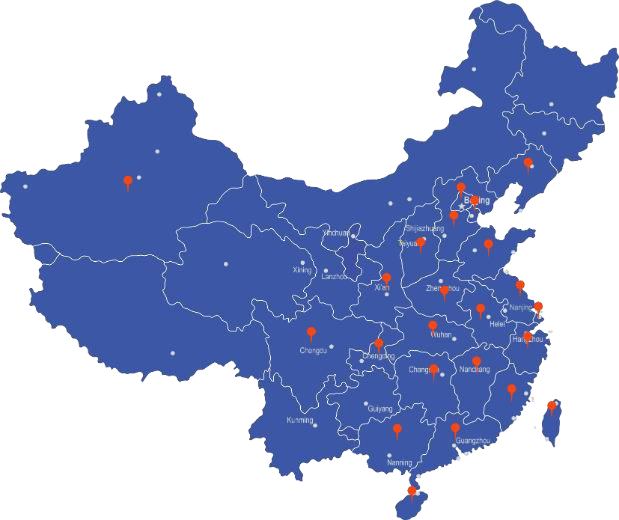 Beijing
Shijiazhuang
Yinchuan
Taiyuan
Xining
Lanzhou
Xi'an
Zhengzhou
Nanjing
Hefei
Wuhan
Hangzhou
Chengdu
Chongqing
Changsha
Nanchang
Guiyang
Kunming
Guangzhou
Nanning